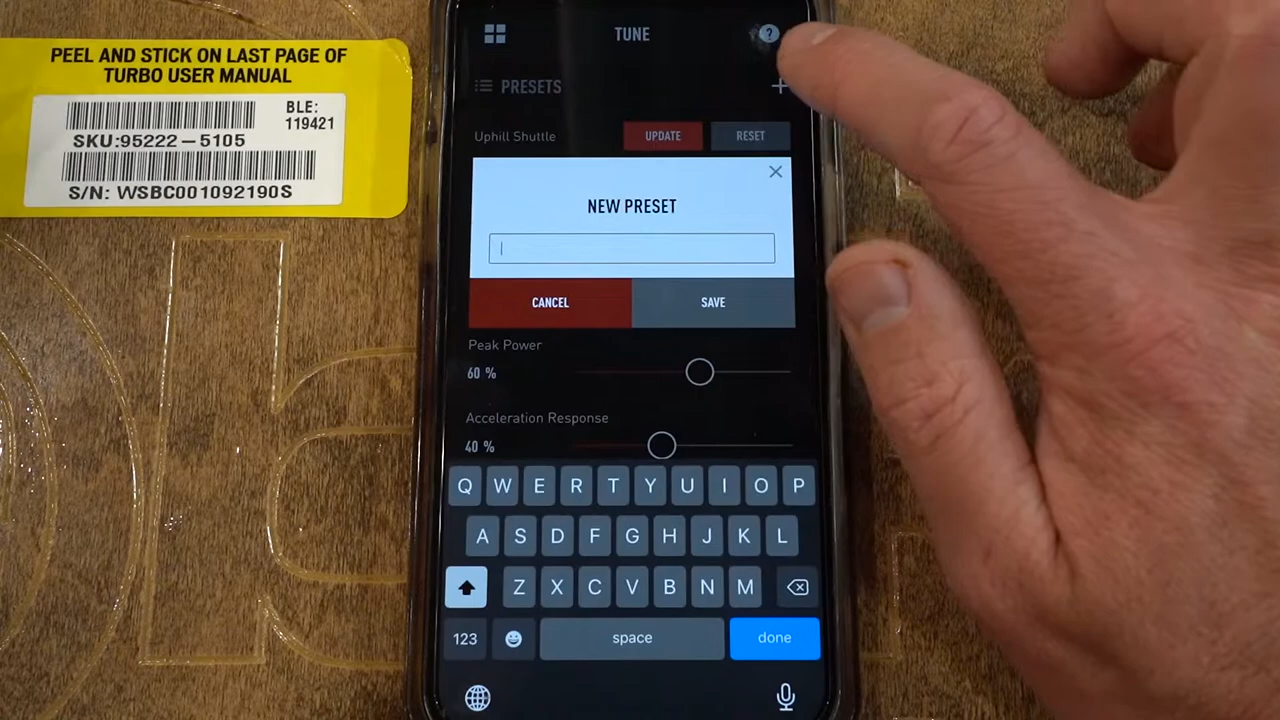 PEEL AND STICK ON LAST PAGE OF
TURBO USER MANUAL
BLE:
119421
SKU:95222-5105
S/N: WSBC001092190S
TUNE
?
PRESETS
+
Uphill Shuttle
UPDATE
RESET
NEW PRESET
CANCEL
SAVE
Peak Power
60 %
Acceleration Response
40 %
Q W E R T Y U I O P
A S D F G H J K L
Z X C V B N M
123
space
done